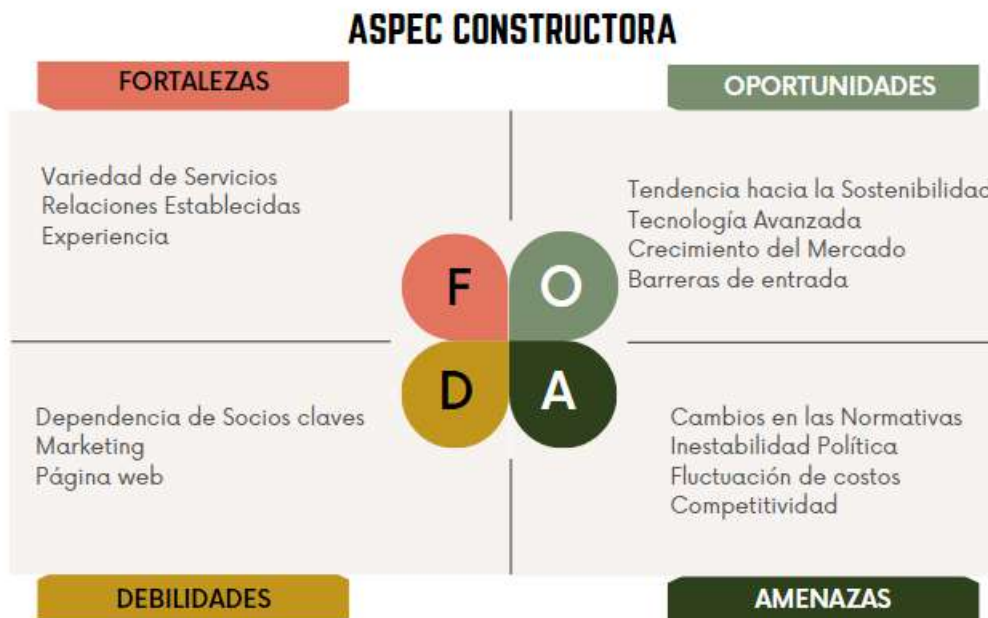 ASPEC CONSTRUCTORA
FORTALEZAS
Variedad de Servicios
Relaciones Establecidas
Experiencia
OPORTUNIDADES
Tendencia hacia la Sostenibilidad
Tecnología Avanzada
Crecimiento del Mercado
Barreras de entrada
F
O
D
A
Dependencia de Socios claves
Marketing
Página web
DEBILIDADES
Cambios en las Normativas
Inestabilidad Política
Fluctuación de costos
Competitividad
AMENAZAS